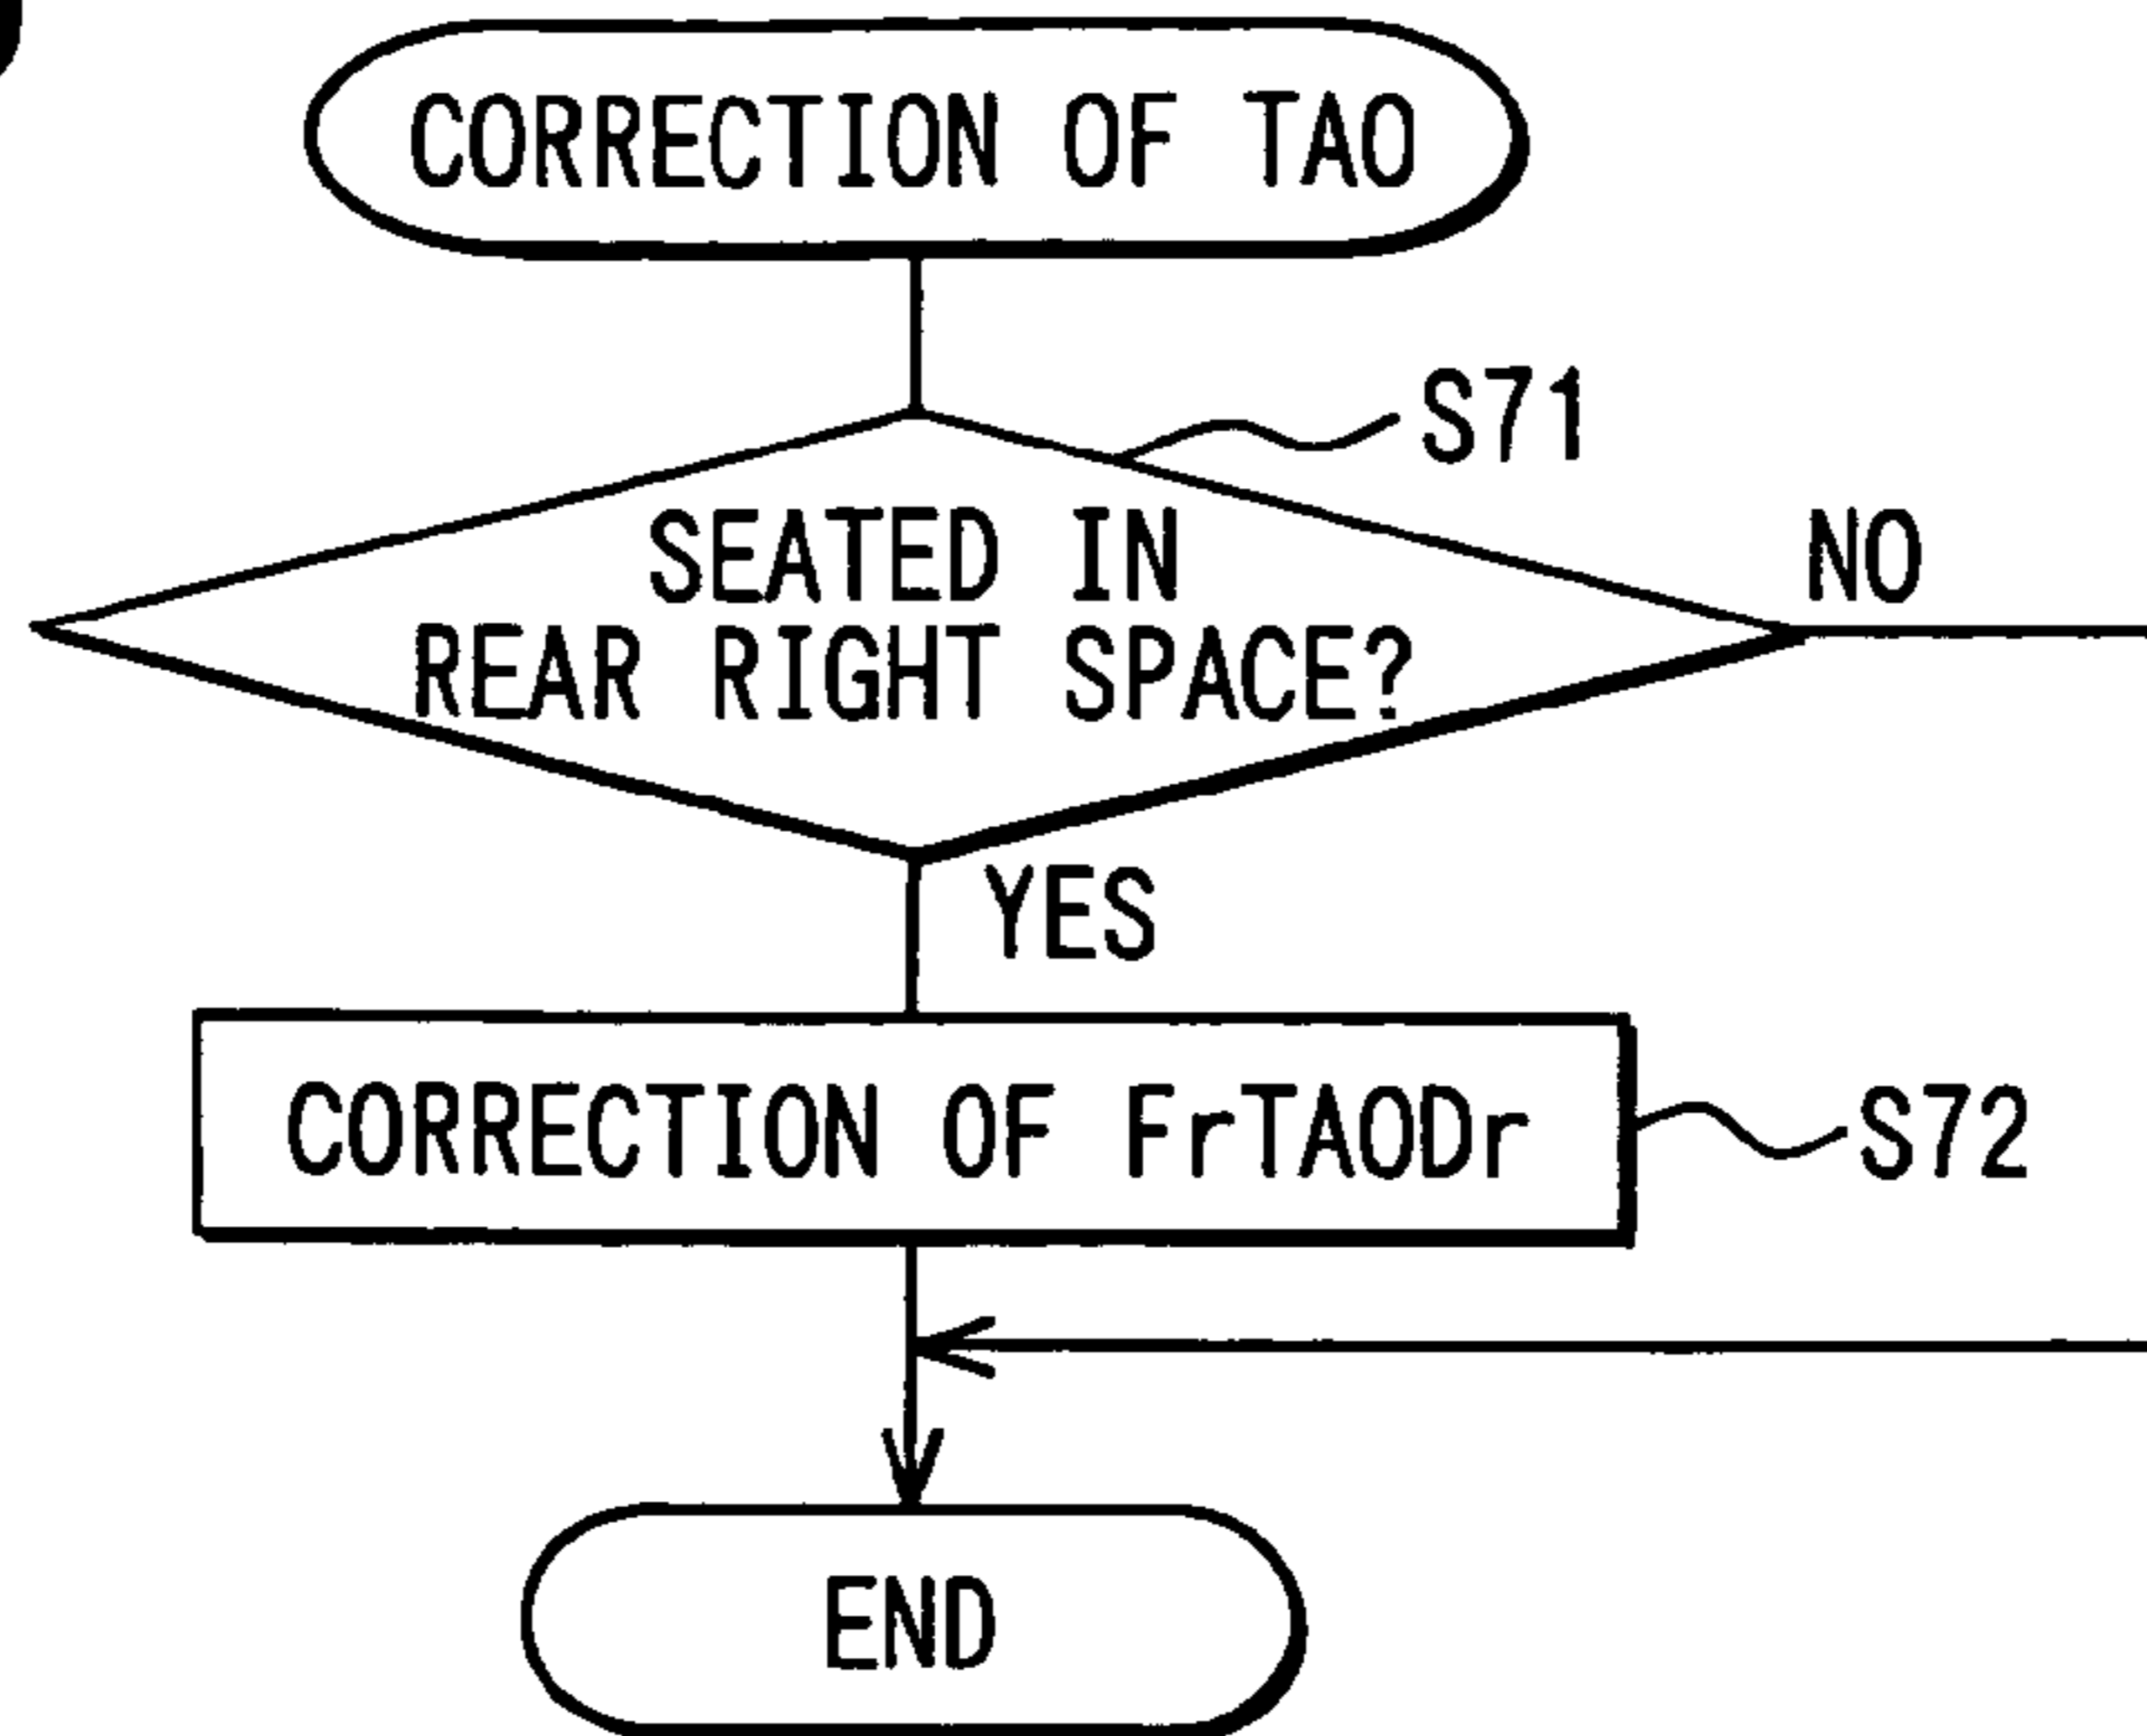 CORRECTION OF TAO
S71
SEATED IN
REAR RIGHT SPACE?
NO
YES
CORRECTION OF FrTAODr
S72
END